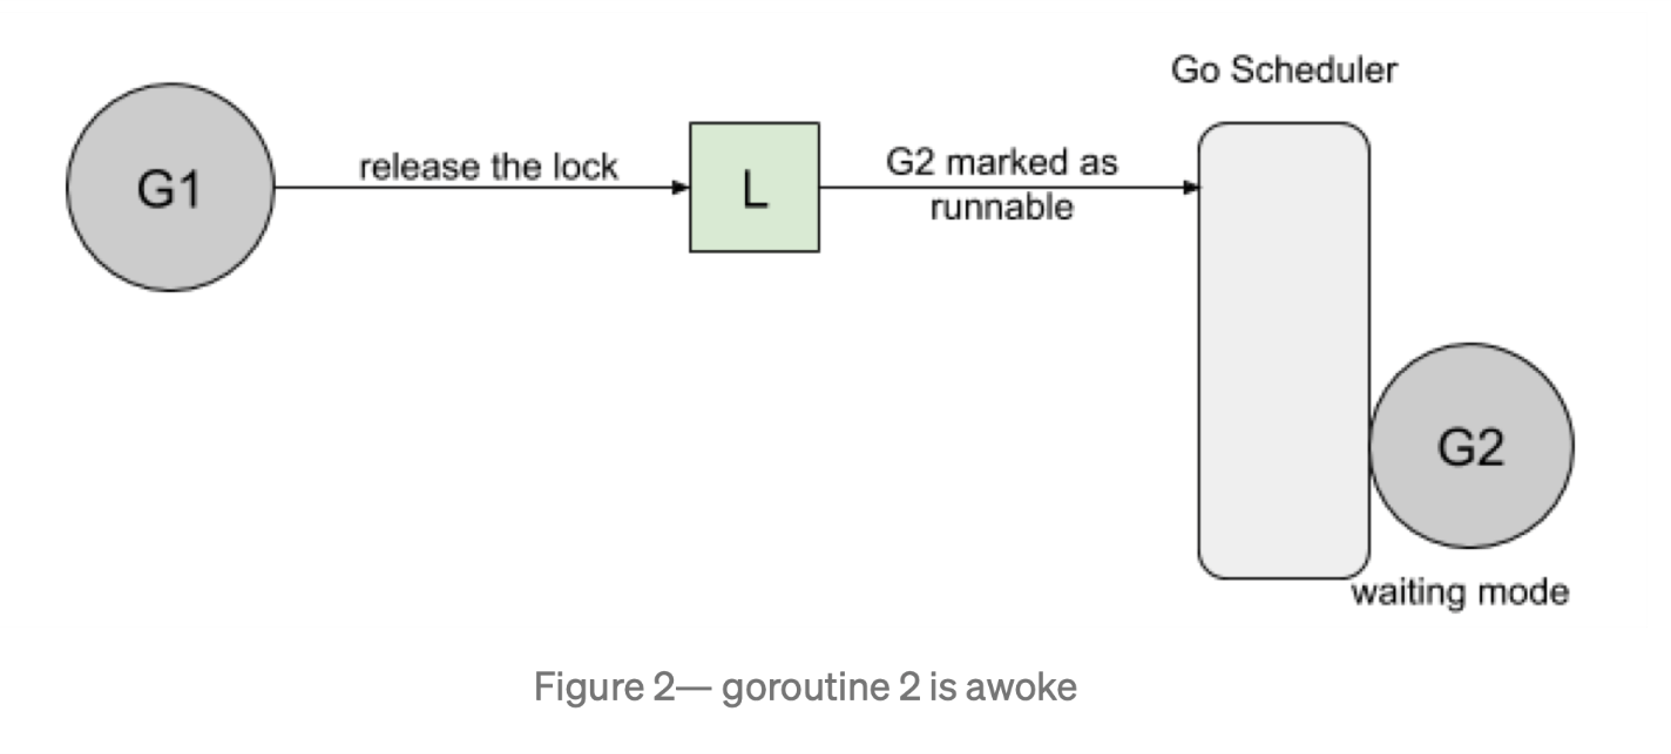 Go Scheduler
G1
release the lock
L
G2 marked as
runnable
G2
waiting mode
Figure 2— goroutine 2 is awoke